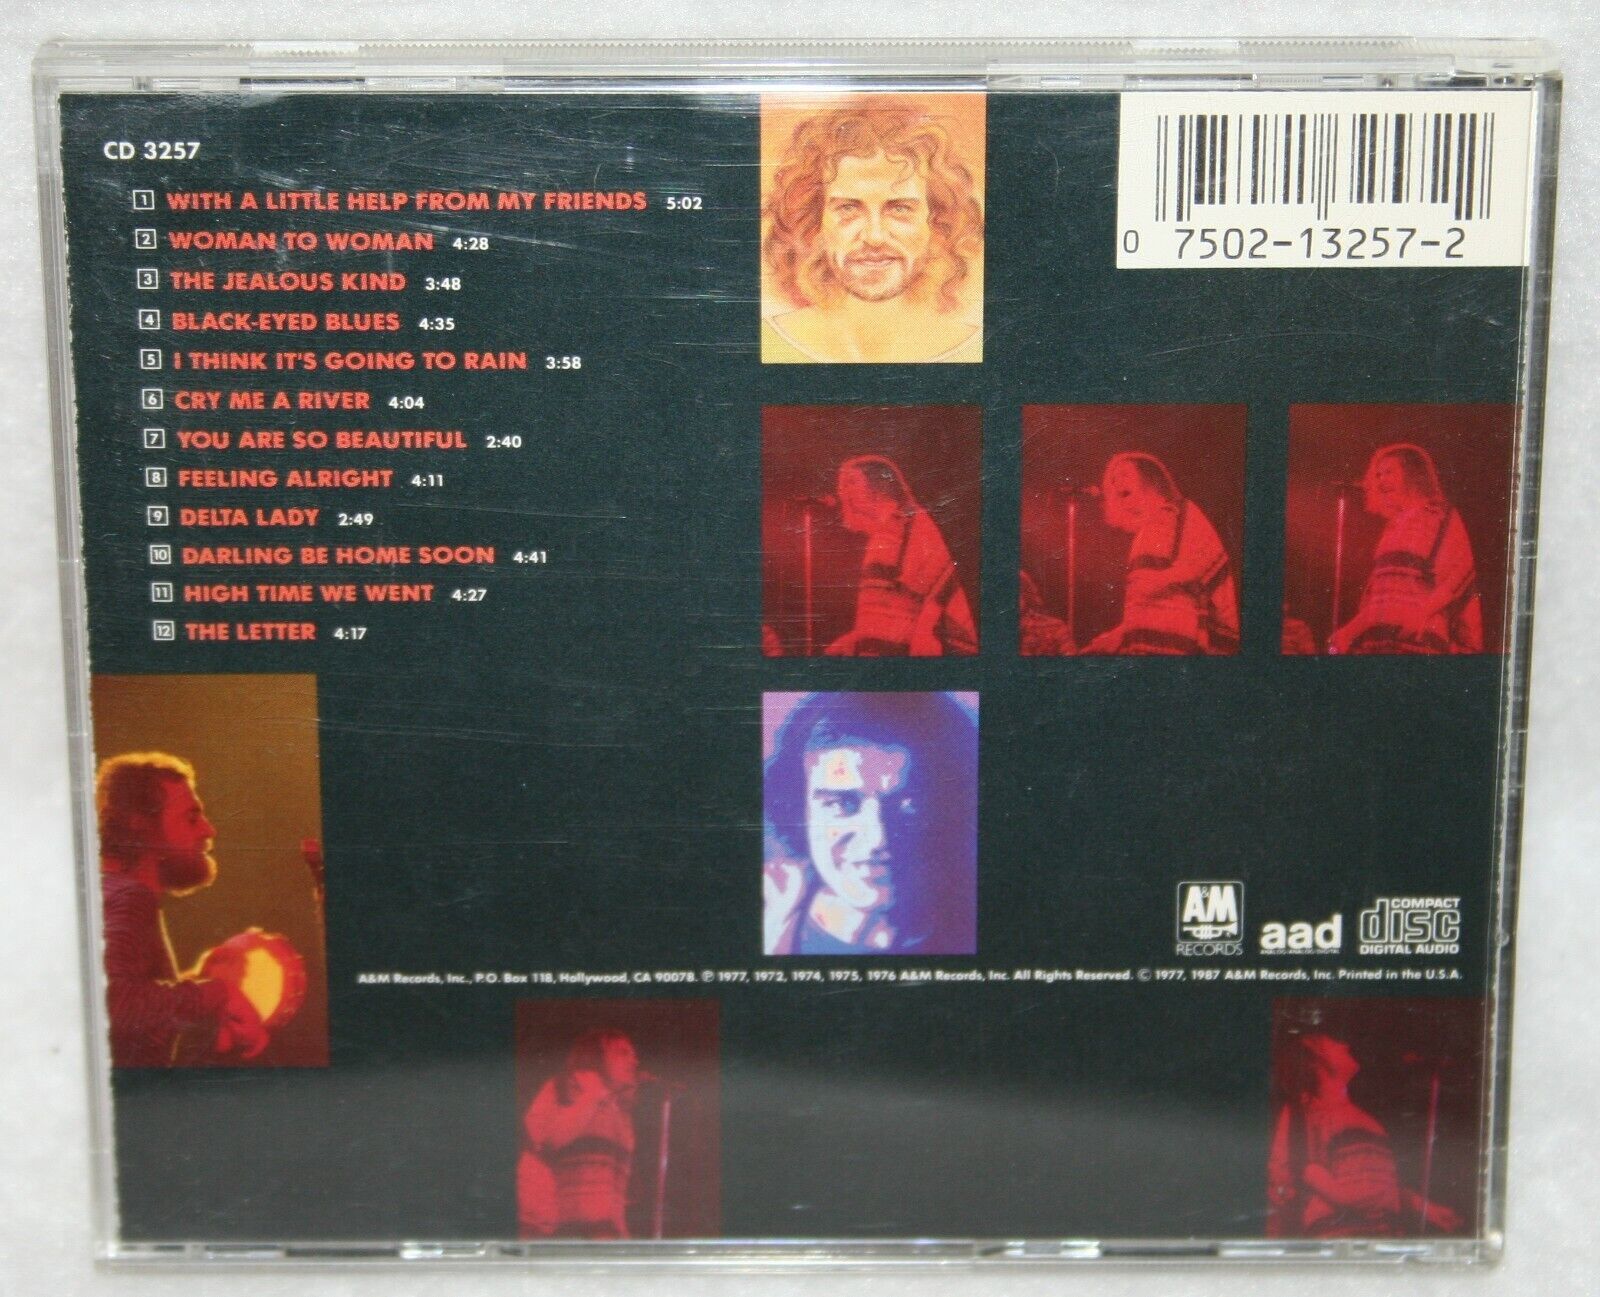 CD 3257
1 WITH A LITTLE HELP FROM MY FRIENDS 5:02
2 WOMAN TO WOMAN 4:28
3 THE JEALOUS KIND 3:48
4 BLACK-EYED BLUES 4:35
5 I THINK IT'S GOING TO RAIN 3:58
6 CRY ME A RIVER 4:04
7 YOU ARE SO BEAUTIFUL 2:40
8 FEELING ALRIGHT 4:11
9 DELTA LADY 2:49
10 DARLING BE HOME SOON 4:41
11 HIGH TIME WE WENT 4:27
12 THE LETTER 4:17
0 7502-13257-2
A&M
RECORDS
aad
ANALOG/ANALOG/DIGITAL
COMPACT
disc
DIGITAL AUDIO
A&M Records, Inc., P.O. Box 118, Hollywood, CA 90078. ℗ 1977, 1972, 1974, 1975, 1976 A&M Records, Inc. All Rights Reserved. © 1977, 1987 A&M Records, Inc. Printed in the U.S.A.